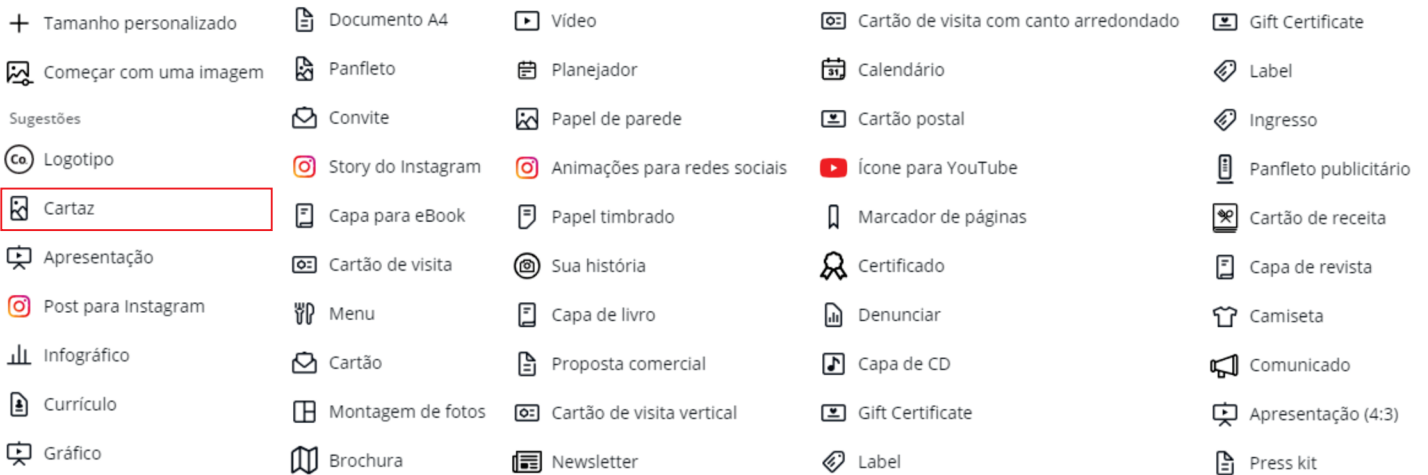 Tamanho personalizado
Começar com uma imagem
Sugestões
Co.
Logotipo
Cartaz
Apresentação
Post para Instagram
Infográfico
Currículo
Gráfico
Documento A4
Panfleto
Convite
Story do Instagram
Capa para eBook
Cartão de visita
Menu
Cartão
Montagem de fotos
Brochura
Vídeo
Planejador
Papel de parede
Animações para redes sociais
Papel timbrado
Sua história
Capa de livro
Proposta comercial
Cartão de visita vertical
Newsletter
Cartão de visita com canto arredondado
31
Calendário
Cartão postal
Ícone para YouTube
Marcador de páginas
Certificado
Denunciar
Capa de CD
Gift Certificate
Label
Gift Certificate
Label
Ingresso
Panfleto publicitário
Cartão de receita
Capa de revista
Camiseta
Comunicado
Apresentação (4:3)
Press kit